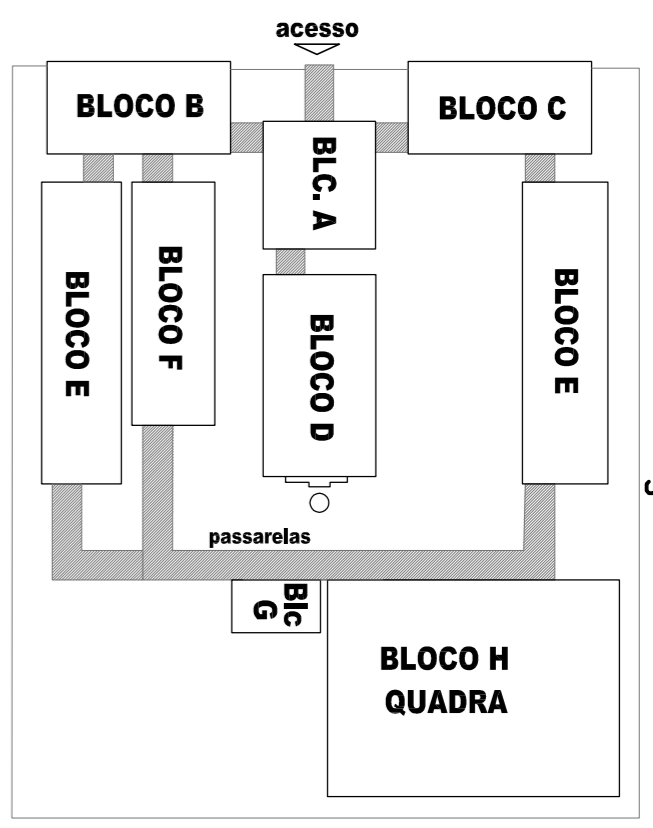 acesso
BLOCO B
BLOCO C
BLC. A
BLOCO E
BLOCO F
BLOCO D
BLOCO E
passarelas
Blc
G
BLOCO H
QUADRA